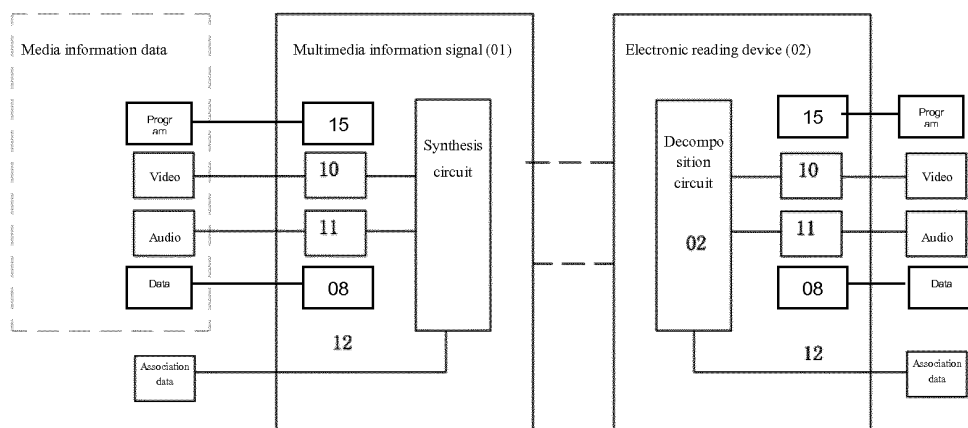 Media information data
Multimedia information signal (01)
Electronic reading device (02)
Progr
am
15
Synthesis
circuit
Decompo
sition
circuit
02
15
Progr
am
Video
10
10
Video
Audio
11
11
Audio
Data
08
08
Data
12
12
Association
data
Association
data